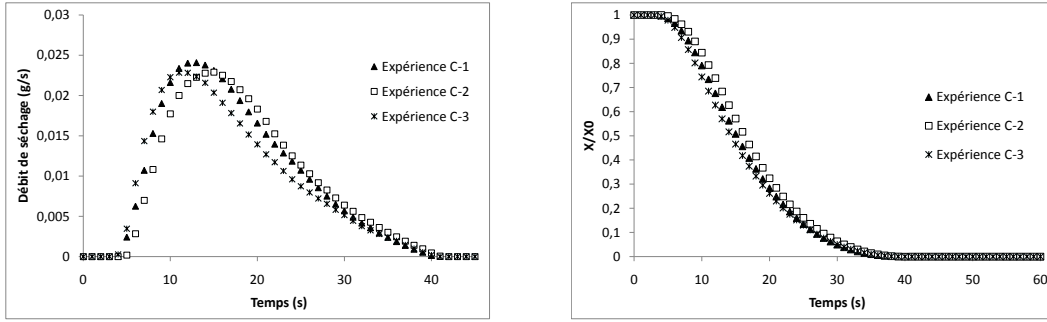 0,03
0,025
0,02
0,015
0,01
0,005
0
Débit de séchage (g/s)
0 10 20 30 40
Temps (s)
Expérience C-1
Expérience C-2
Expérience C-3
1
0,9
0,8
0,7
0,6
0,5
0,4
0,3
0,2
0,1
0
X/X0
0 10 20 30 40 50 60
Temps (s)
Expérience C-1
Expérience C-2
Expérience C-3